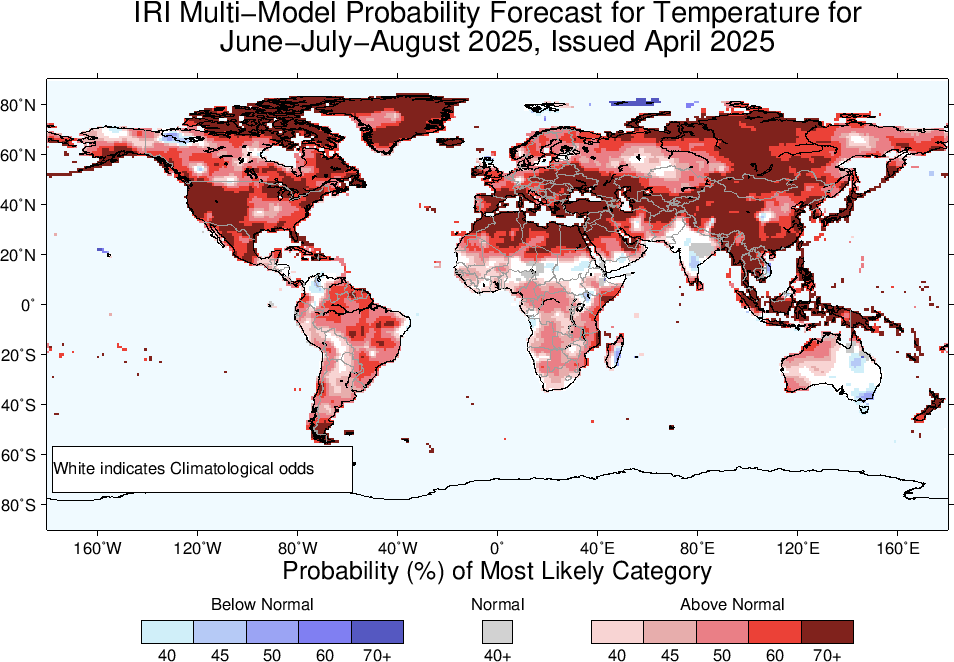 IRI Multi−Model Probability Forecast for Temperature for
June−July−August 2025, Issued April 2025
80˚N
60˚N
40˚N
20˚N
0˚
20˚S
40˚S
60˚S
80˚S
White indicates Climatological odds
160˚W 120˚W 80˚W 40˚W 0˚ 40˚E 80˚E 120˚E 160˚E
Probability (%) of Most Likely Category
Below Normal Normal Above Normal
40 45 50 60 70+ 40+ 40 45 50 60 70+